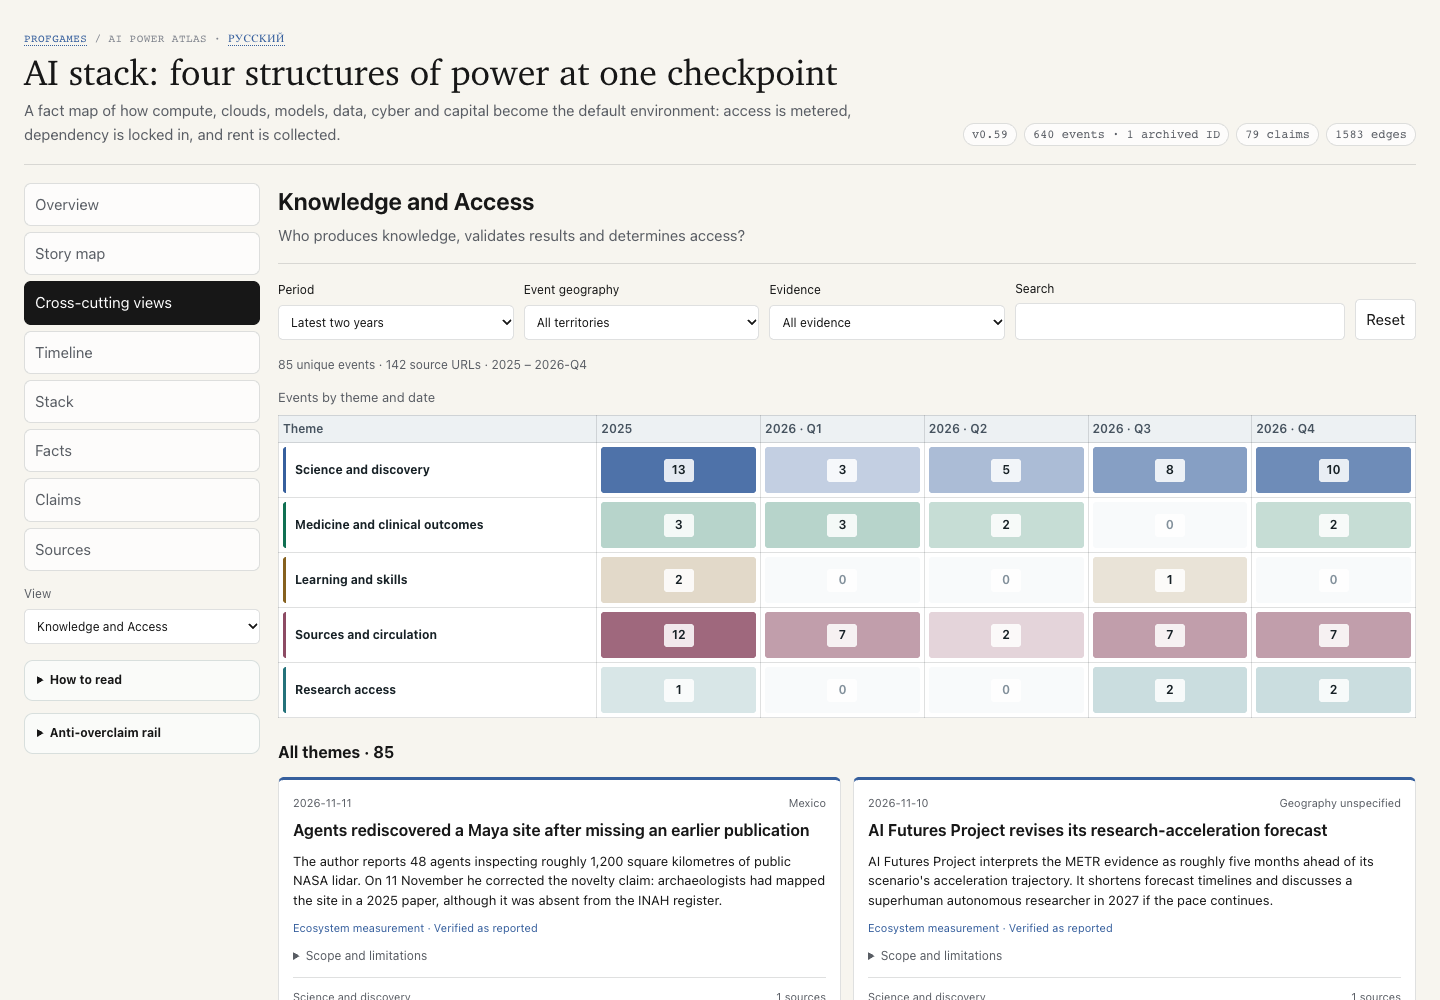 PROFGAMES / AI POWER ATLAS · РУССКИЙ
AI stack: four structures of power at one checkpoint
A fact map of how compute, clouds, models, data, cyber and capital become the default environment: access is metered,
dependency is locked in, and rent is collected.
v0.59
640 events · 1 archived ID
79 claims
1583 edges
Overview
Story map
Cross-cutting views
Timeline
Stack
Facts
Claims
Sources
View
Knowledge and Access
How to read
Anti-overclaim rail
Knowledge and Access
Who produces knowledge, validates results and determines access?
Period
Event geography
Evidence
Search
Latest two years
All territories
All evidence
Reset
85 unique events · 142 source URLs · 2025 – 2026-Q4
Events by theme and date
Theme 2025 2026 · Q1 2026 · Q2 2026 · Q3 2026 · Q4
Science and discovery 13 3 5 8 10
Medicine and clinical outcomes 3 3 2 0 2
Learning and skills 2 0 0 1 0
Sources and circulation 12 7 2 7 7
Research access 1 0 0 2 2
All themes · 85
2026-11-11 Mexico
Agents rediscovered a Maya site after missing an earlier publication
The author reports 48 agents inspecting roughly 1,200 square kilometres of public
NASA lidar. On 11 November he corrected the novelty claim: archaeologists had mapped
the site in a 2025 paper, although it was absent from the INAH register.
Ecosystem measurement · Verified as reported
Scope and limitations
Science and discovery 1 sources
2026-11-10 Geography unspecified
AI Futures Project revises its research-acceleration forecast
AI Futures Project interprets the METR evidence as roughly five months ahead of its
scenario's acceleration trajectory. It shortens forecast timelines and discusses a
superhuman autonomous researcher in 2027 if the pace continues.
Ecosystem measurement · Verified as reported
Scope and limitations
Science and discovery 1 sources